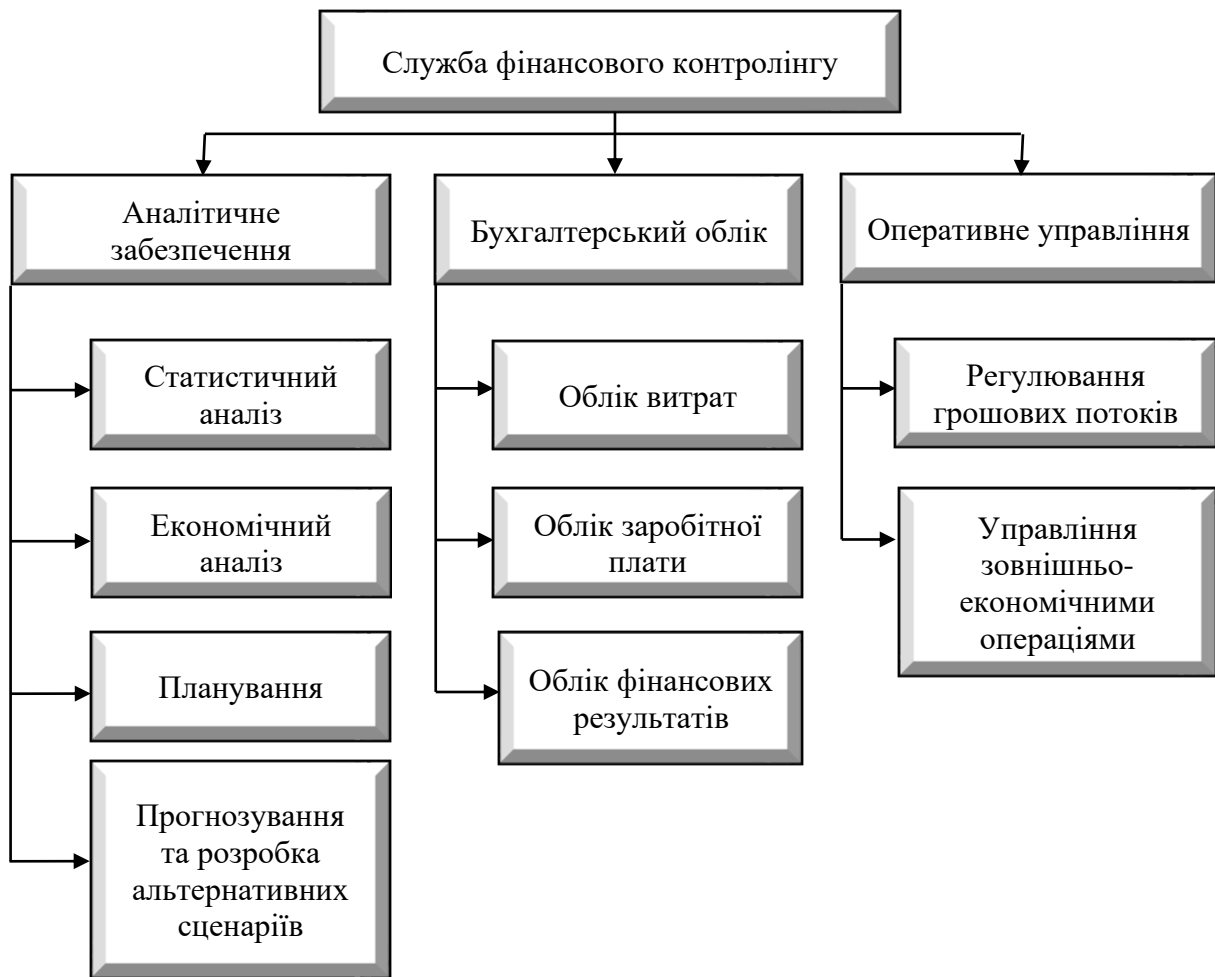 Служба фінансового контролінгу
Аналітичне
забезпечення
Бухгалтерський облік
Оперативне управління
Статистичний
аналіз
Економічний
аналіз
Планування
Прогнозування
та розробка
альтернативних
сценаріїв
Облік витрат
Облік заробітної
плати
Облік фінансових
результатів
Регулювання
грошових потоків
Управління
зовнішньо-
економічними
операціями